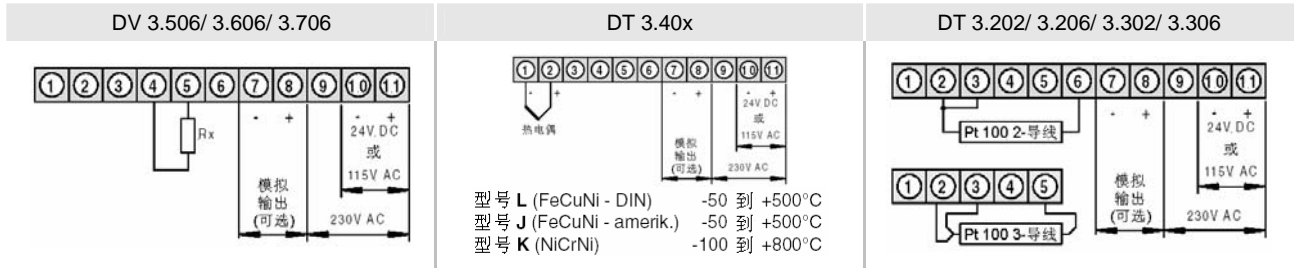 DV 3.506/ 3.606/ 3.706
① ② ③ ④ ⑤ ⑥ ⑦ ⑧ ⑨ ⑩ ⑪
Rx
- +
模拟
输出
(可选)
- +
24V.DC
或
115V AC
230V AC
DT 3.40x
① ② ③ ④ ⑤ ⑥ ⑦ ⑧ ⑨ ⑩ ⑪
- +
热电偶
- +
模拟
输出
(可选)
- +
24V DC
或
115V AC
230V AC
型号 L (FeCuNi - DIN) -50 到 +500°C
型号 J (FeCuNi - amerik.) -50 到 +500°C
型号 K (NiCrNi) -100 到 +800°C
DT 3.202/ 3.206/ 3.302/ 3.306
① ② ③ ④ ⑤ ⑥ ⑦ ⑧ ⑨ ⑩ ⑪
Pt 100 2-导线
① ② ③ ④ ⑤
Pt 100 3-导线
- +
模拟
输出
(可选)
- +
24V.DC
或
115V AC
230V AC